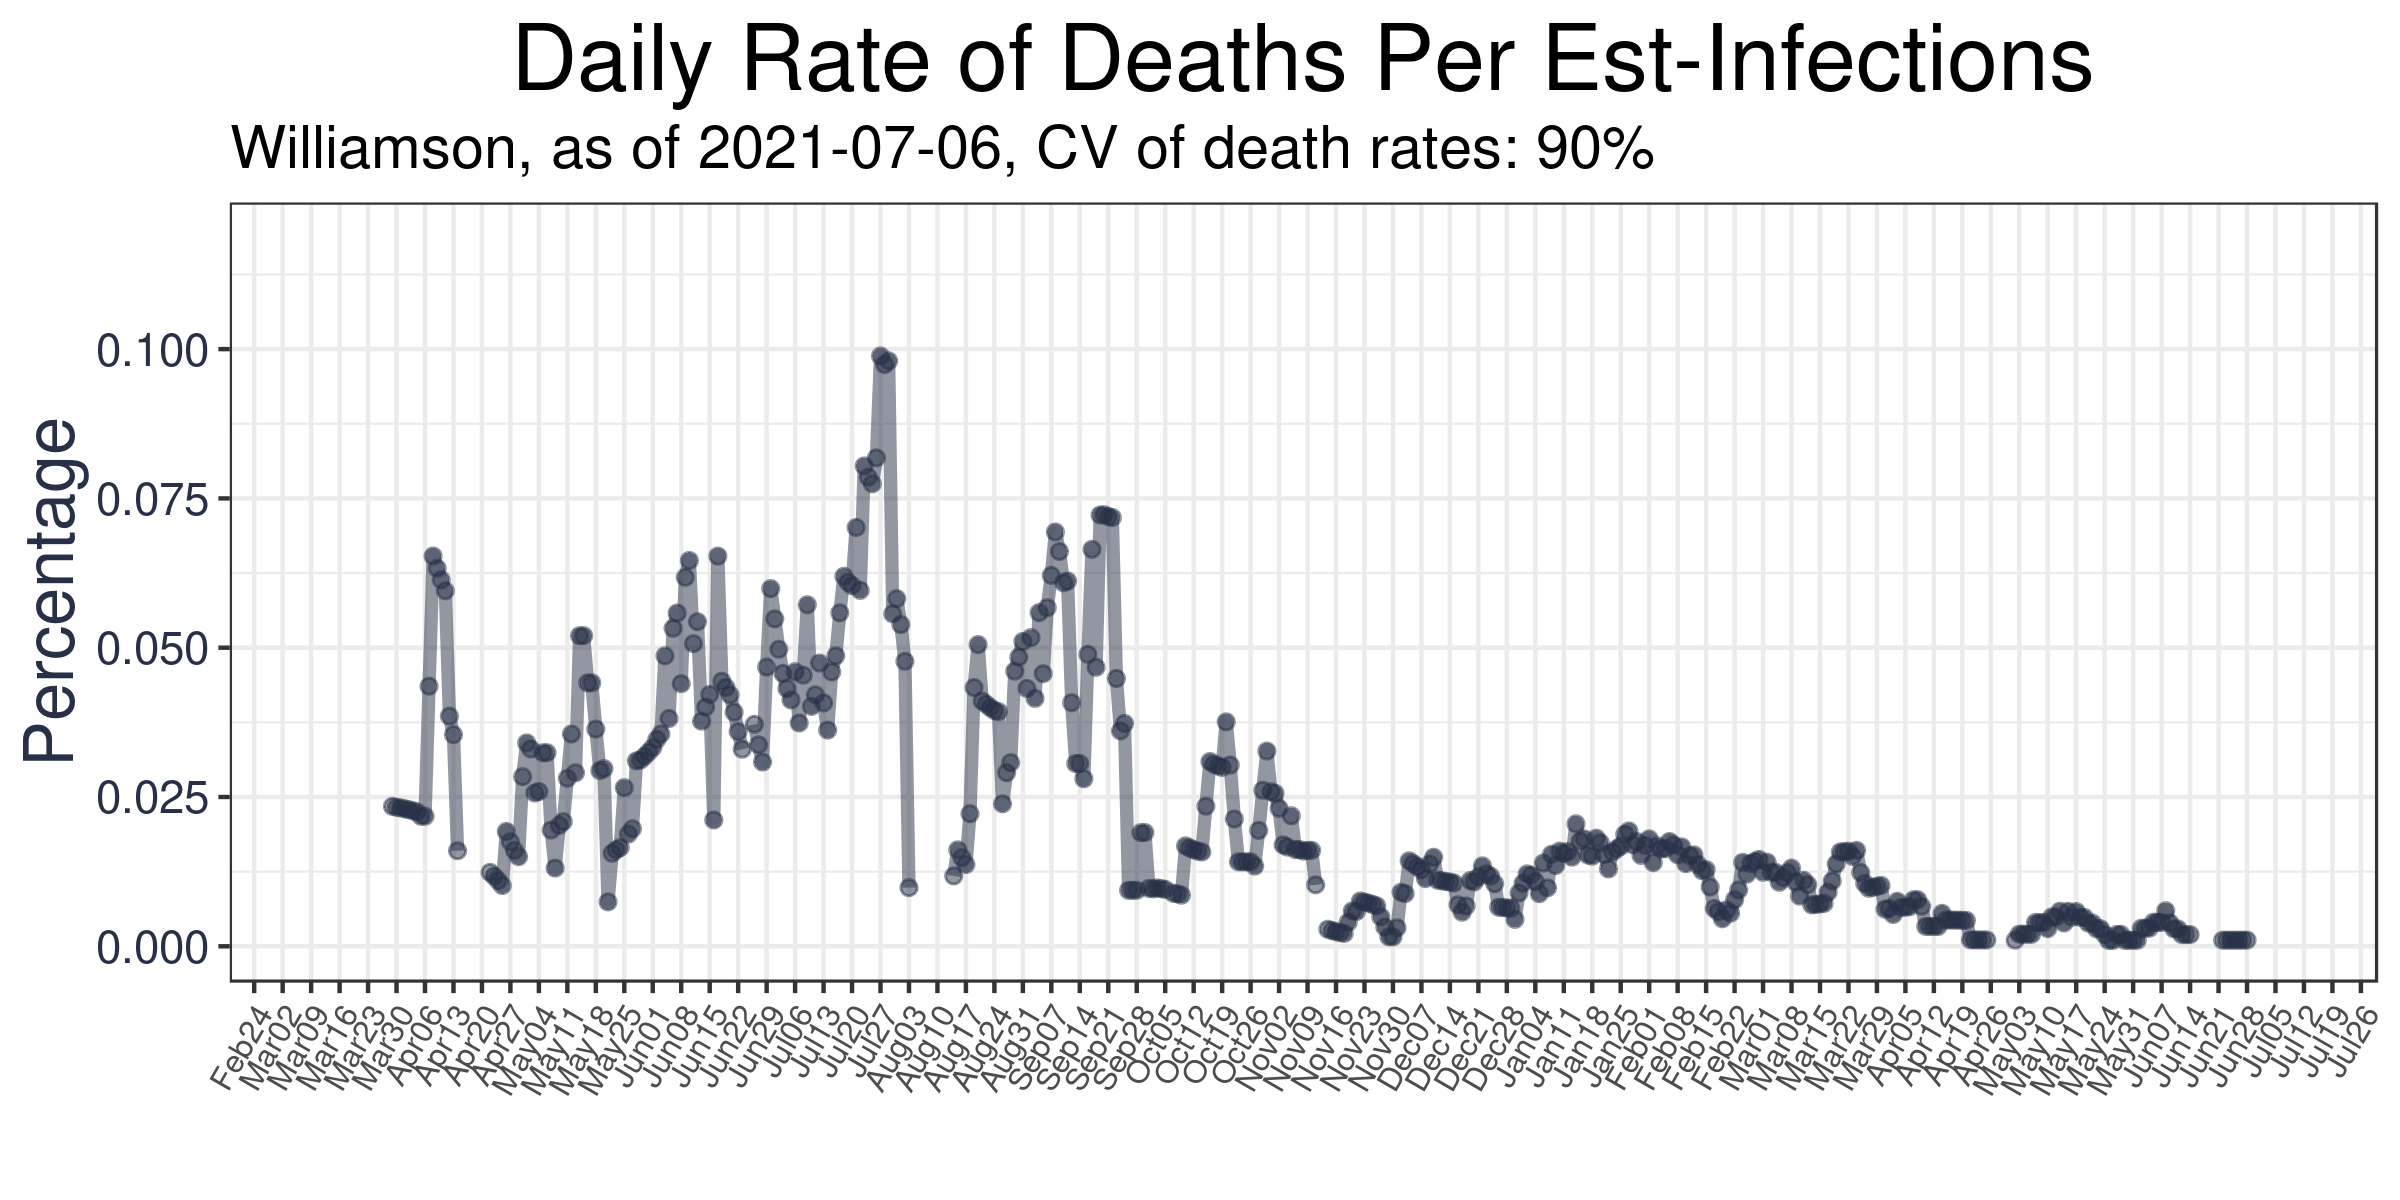 Daily Rate of Deaths Per Est-Infections
Williamson, as of 2021-07-06, CV of death rates: 90%
Percentage
0.100
0.075
0.050
0.025
0.000
Feb24 Mar02 Mar09 Mar16 Mar23 Mar30 Apr06 Apr13 Apr20 Apr27 May04 May11 May18 May25 Jun01 Jun08 Jun15 Jun22 Jun29 Jul06 Jul13 Jul20 Jul27 Aug03 Aug10 Aug17 Aug24 Aug31 Sep07 Sep14 Sep21 Sep28 Oct05 Oct12 Oct19 Oct26 Nov02 Nov09 Nov16 Nov23 Nov30 Dec07 Dec14 Dec21 Dec28 Jan04 Jan11 Jan18 Jan25 Feb01 Feb08 Feb15 Feb22 Mar01 Mar08 Mar15 Mar22 Mar29 Apr05 Apr12 Apr19 Apr26 May03 May10 May17 May24 May31 Jun07 Jun14 Jun21 Jun28 Jul05 Jul12 Jul19 Jul26